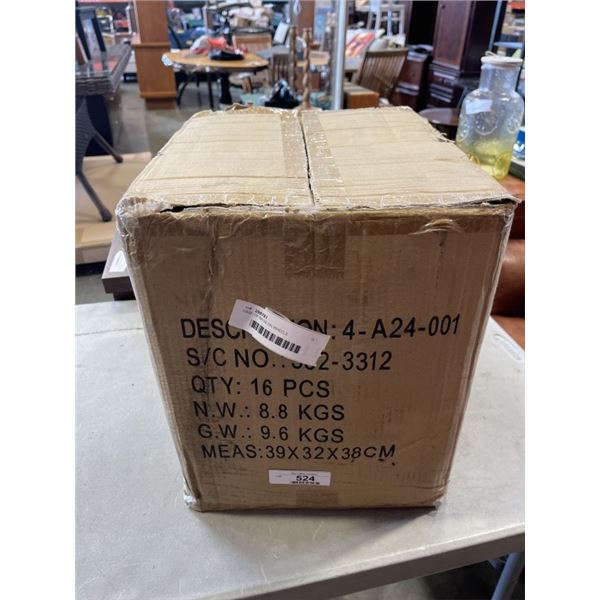 DESC ON: 4-A24-001
S/C NO.: 2-3312
QTY: 16 PCS
N.W.: 8.8 KGS
G.W.: 9.6 KGS
MEAS:39X32X38CM
524